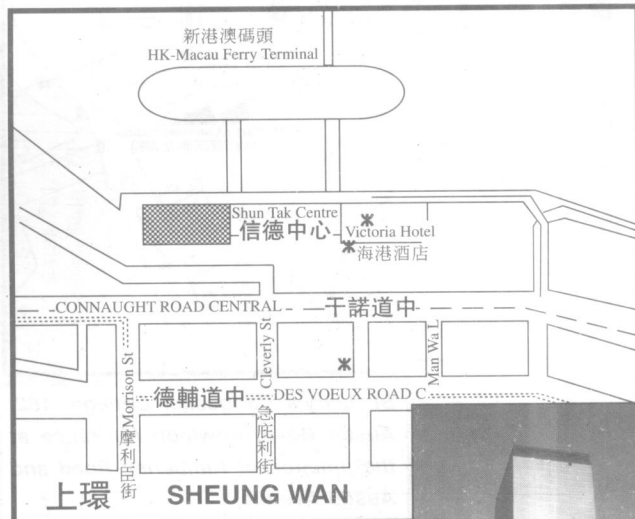 新港澳碼頭
HK-Macau Ferry Terminal
Shun Tak Centre
信德中心
Victoria Hotel
海港酒店
CONNAUGHT ROAD CENTRAL
干諾道中
Morrison St
摩利臣街
Cleverly St
急庇利街
Man Wa L
德輔道中
DES VOEUX ROAD C
上環
SHEUNG WAN